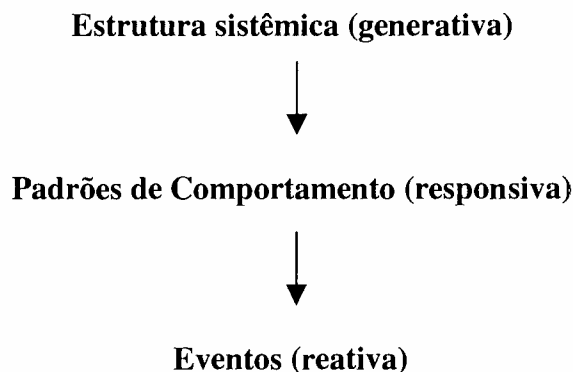 Estrutura sistêmica (generativa)
Padrões de Comportamento (responsiva)
Eventos (reativa)